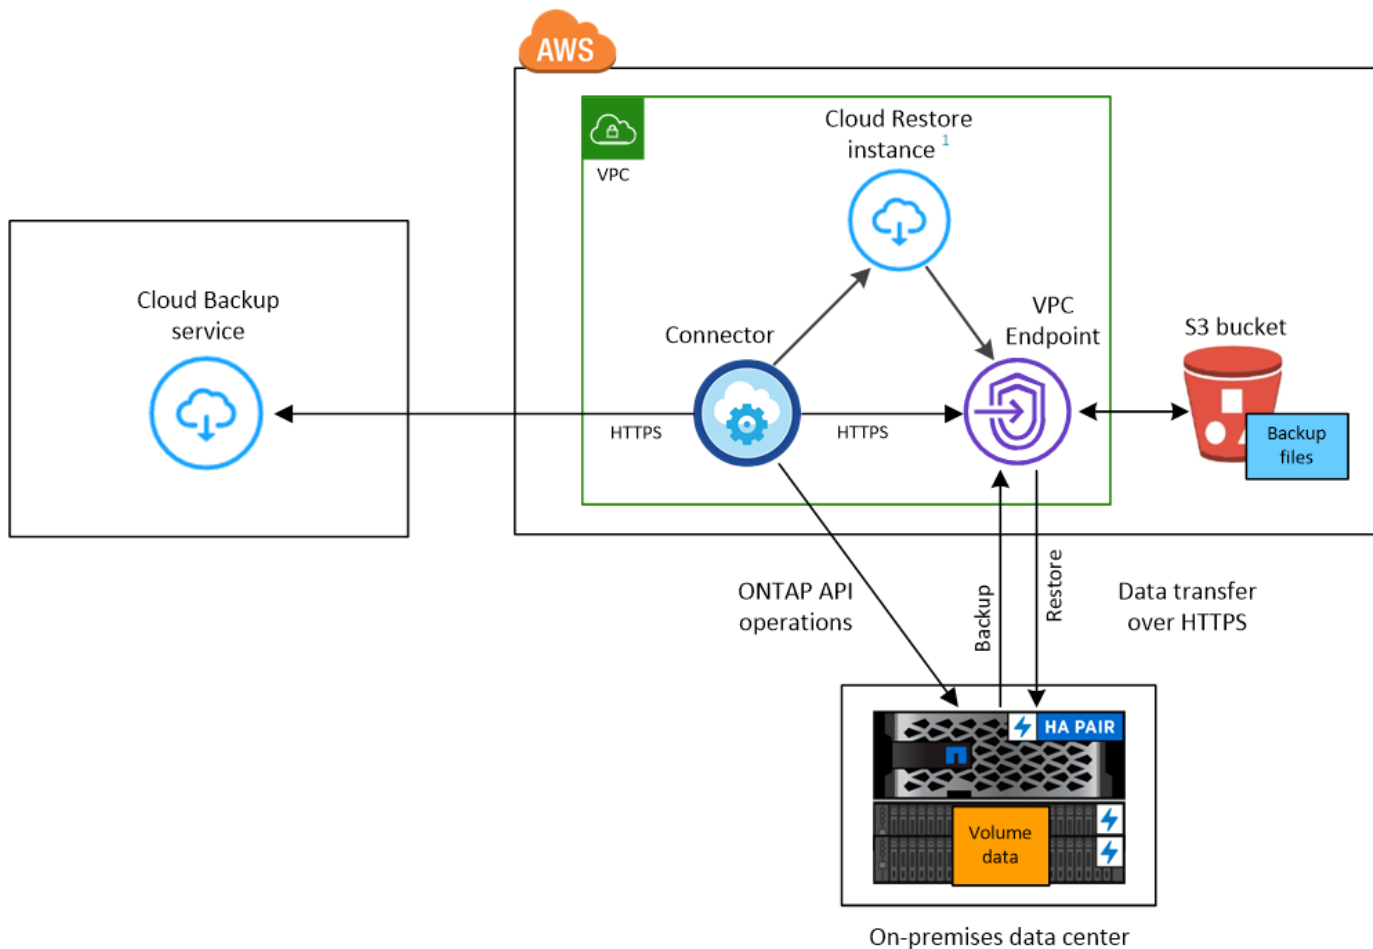 AWS
Cloud Restore
instance 1
VPC
Cloud Backup
service
Connector
VPC
Endpoint
S3 bucket
HTTPS
HTTPS
Backup
files
ONTAP API
operations
Backup
Restore
Data transfer
over HTTPS
HA PAIR
Volume
data
On-premises data center